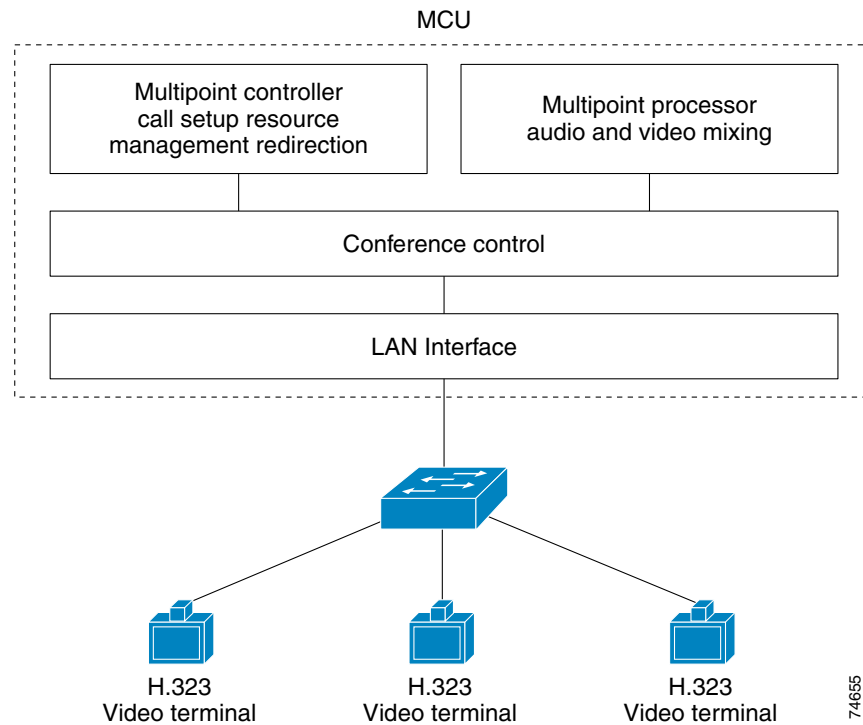 MCU
Multipoint controller
call setup resource
management redirection
Multipoint processor
audio and video mixing
Conference control
LAN Interface
H.323
Video terminal
H.323
Video terminal
H.323
Video terminal
74655